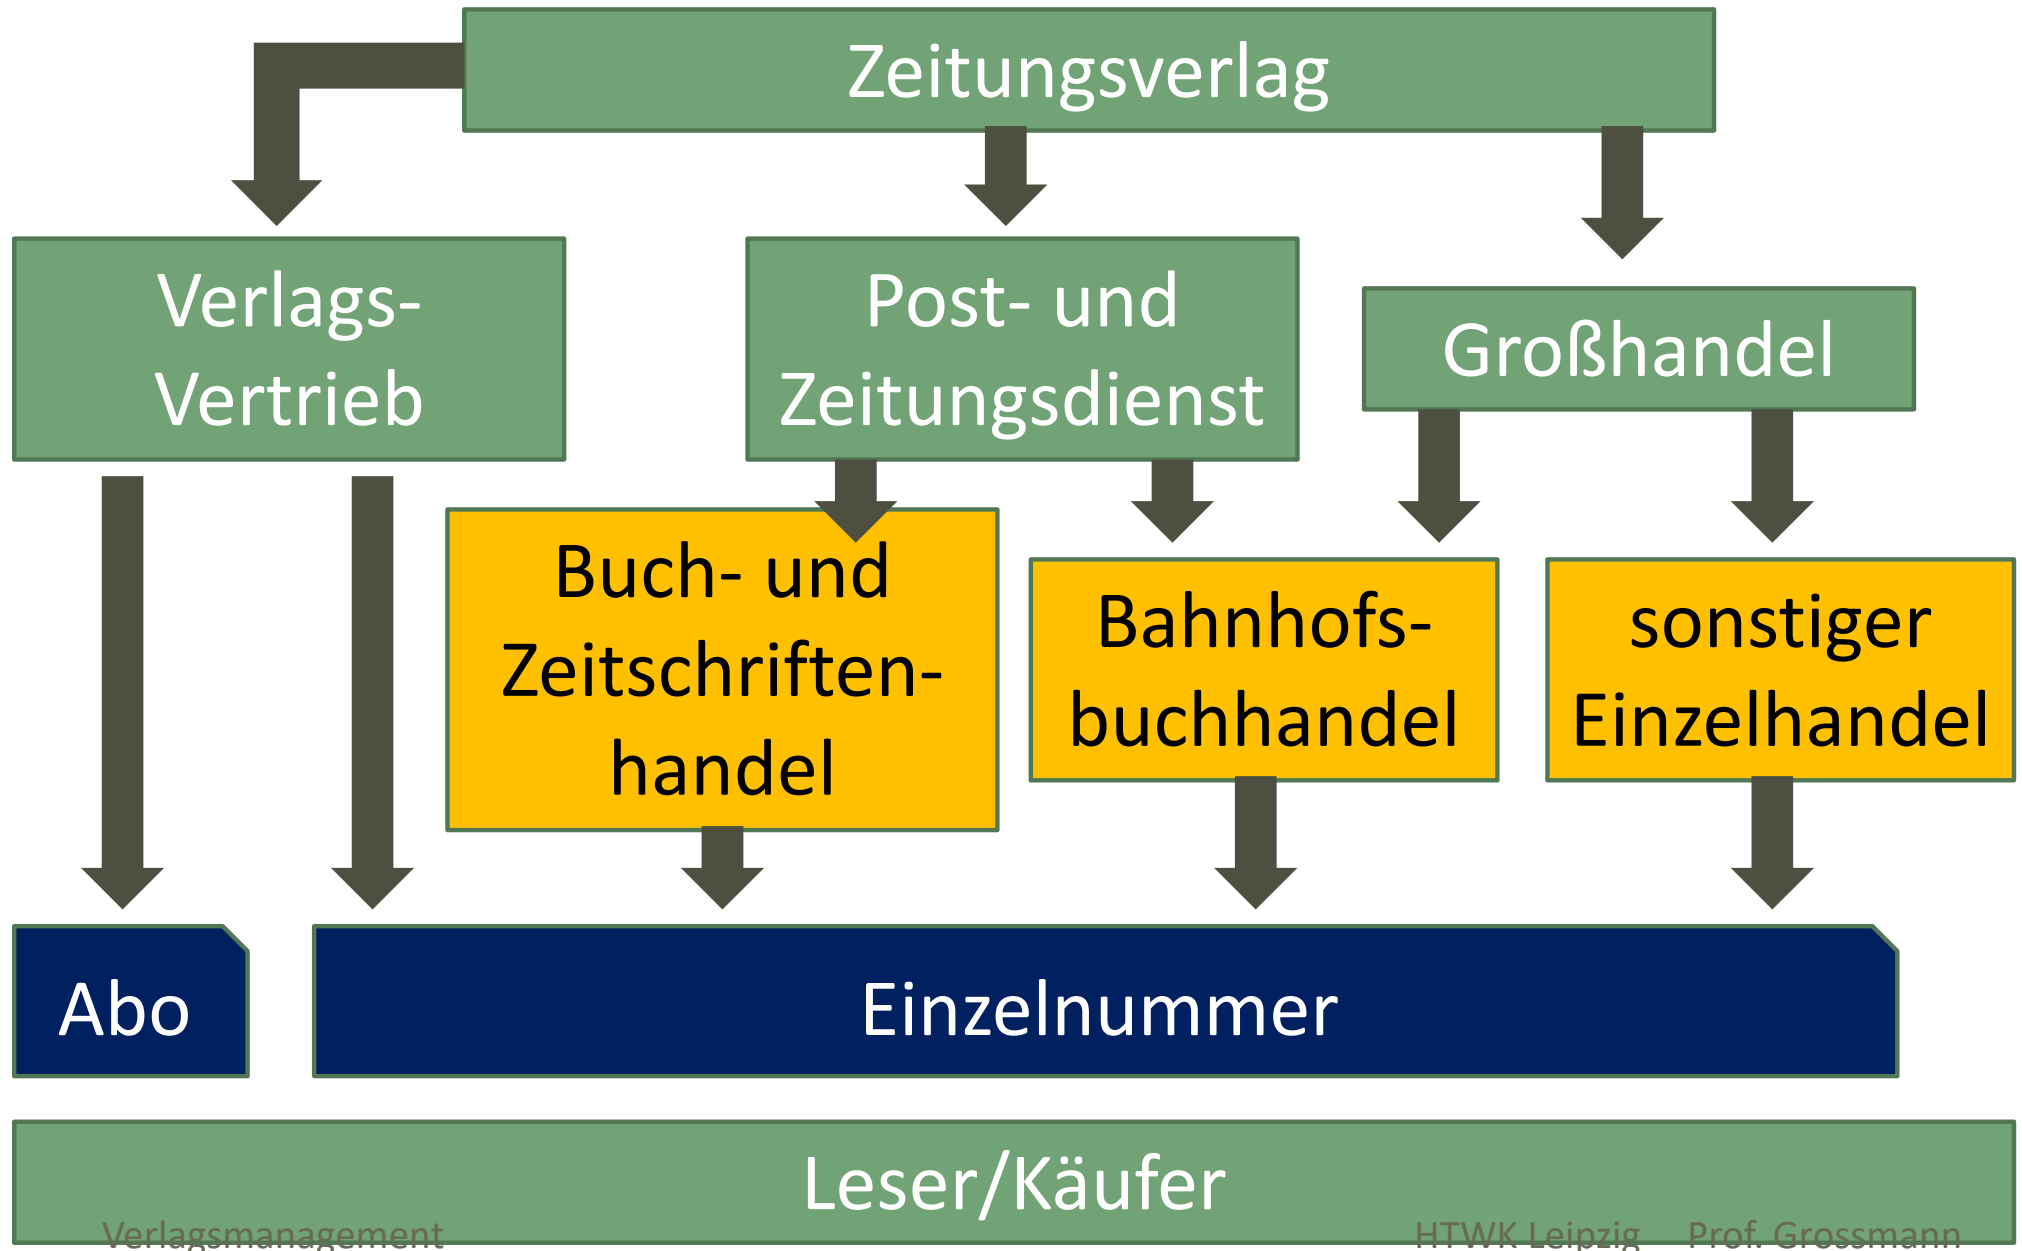 Zeitungsverlag
Verlags-
Vertrieb
Post- und
Zeitungsdienst
Großhandel
Buch- und
Zeitschriften-
handel
Bahnhofs-
buchhandel
sonstiger
Einzelhandel
Abo
Einzelnummer
Leser/Käufer
Verlagsmanagement
HTWK Leipzig Prof. Grossmann